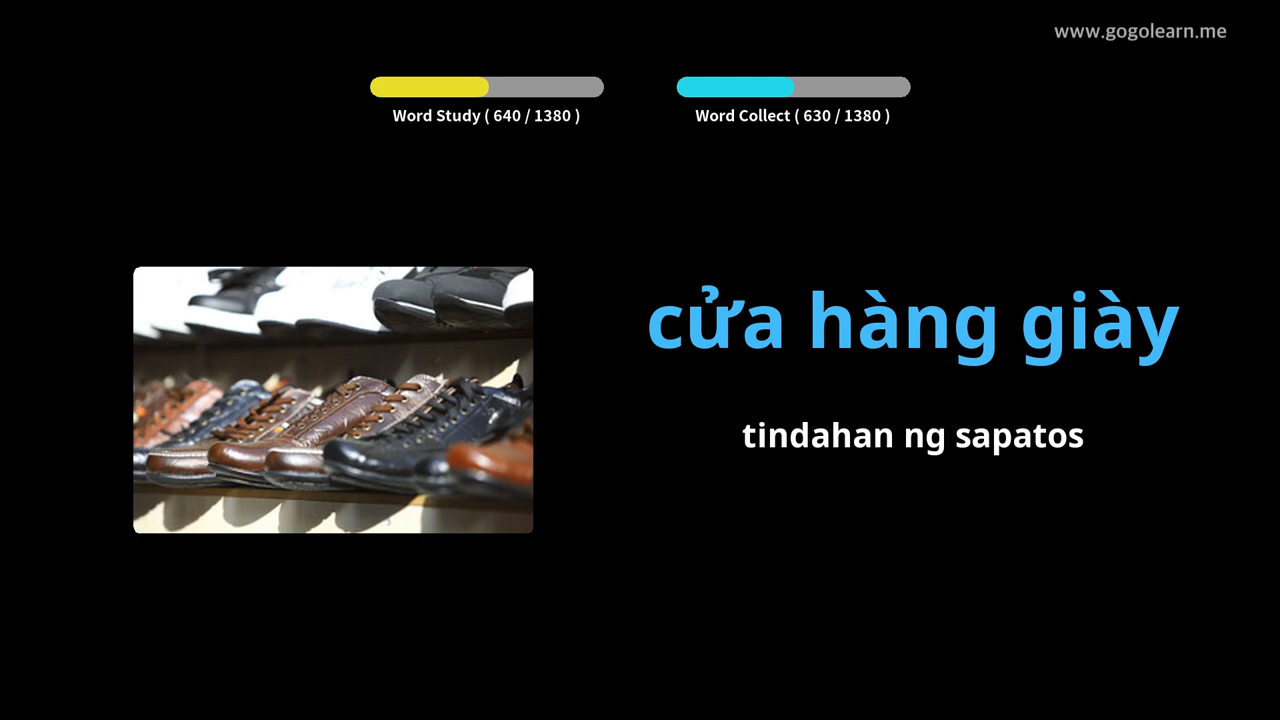 www.gogolearn.me
Word Study ( 640 / 1380 )
Word Collect ( 630 / 1380 )
cửa hàng giày
tindahan ng sapatos